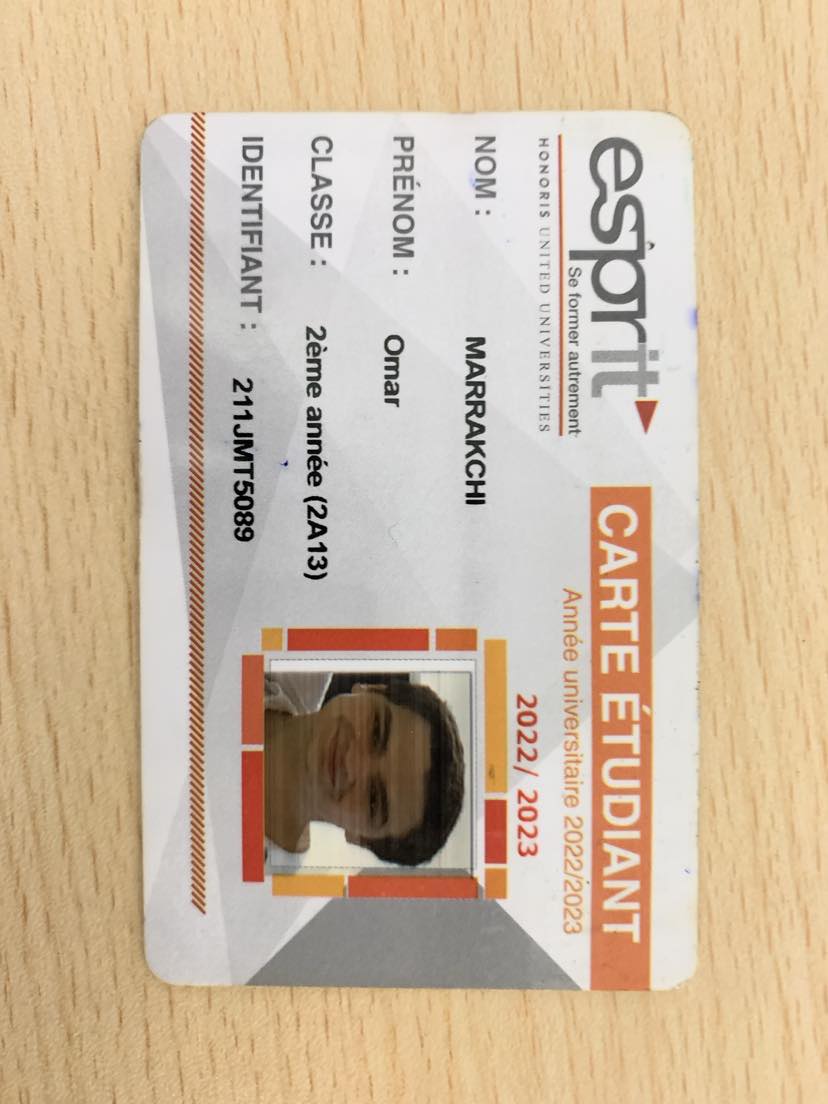 esprit
Se former autrement
HONORIS UNITED UNIVERSITIES
CARTE ÉTUDIANT
Année universitaire 2022/2023
2022/ 2023
NOM : MARRAKCHI
PRÉNOM : Omar
CLASSE : 2ème année (2A13)
IDENTIFIANT : 211JMT5089